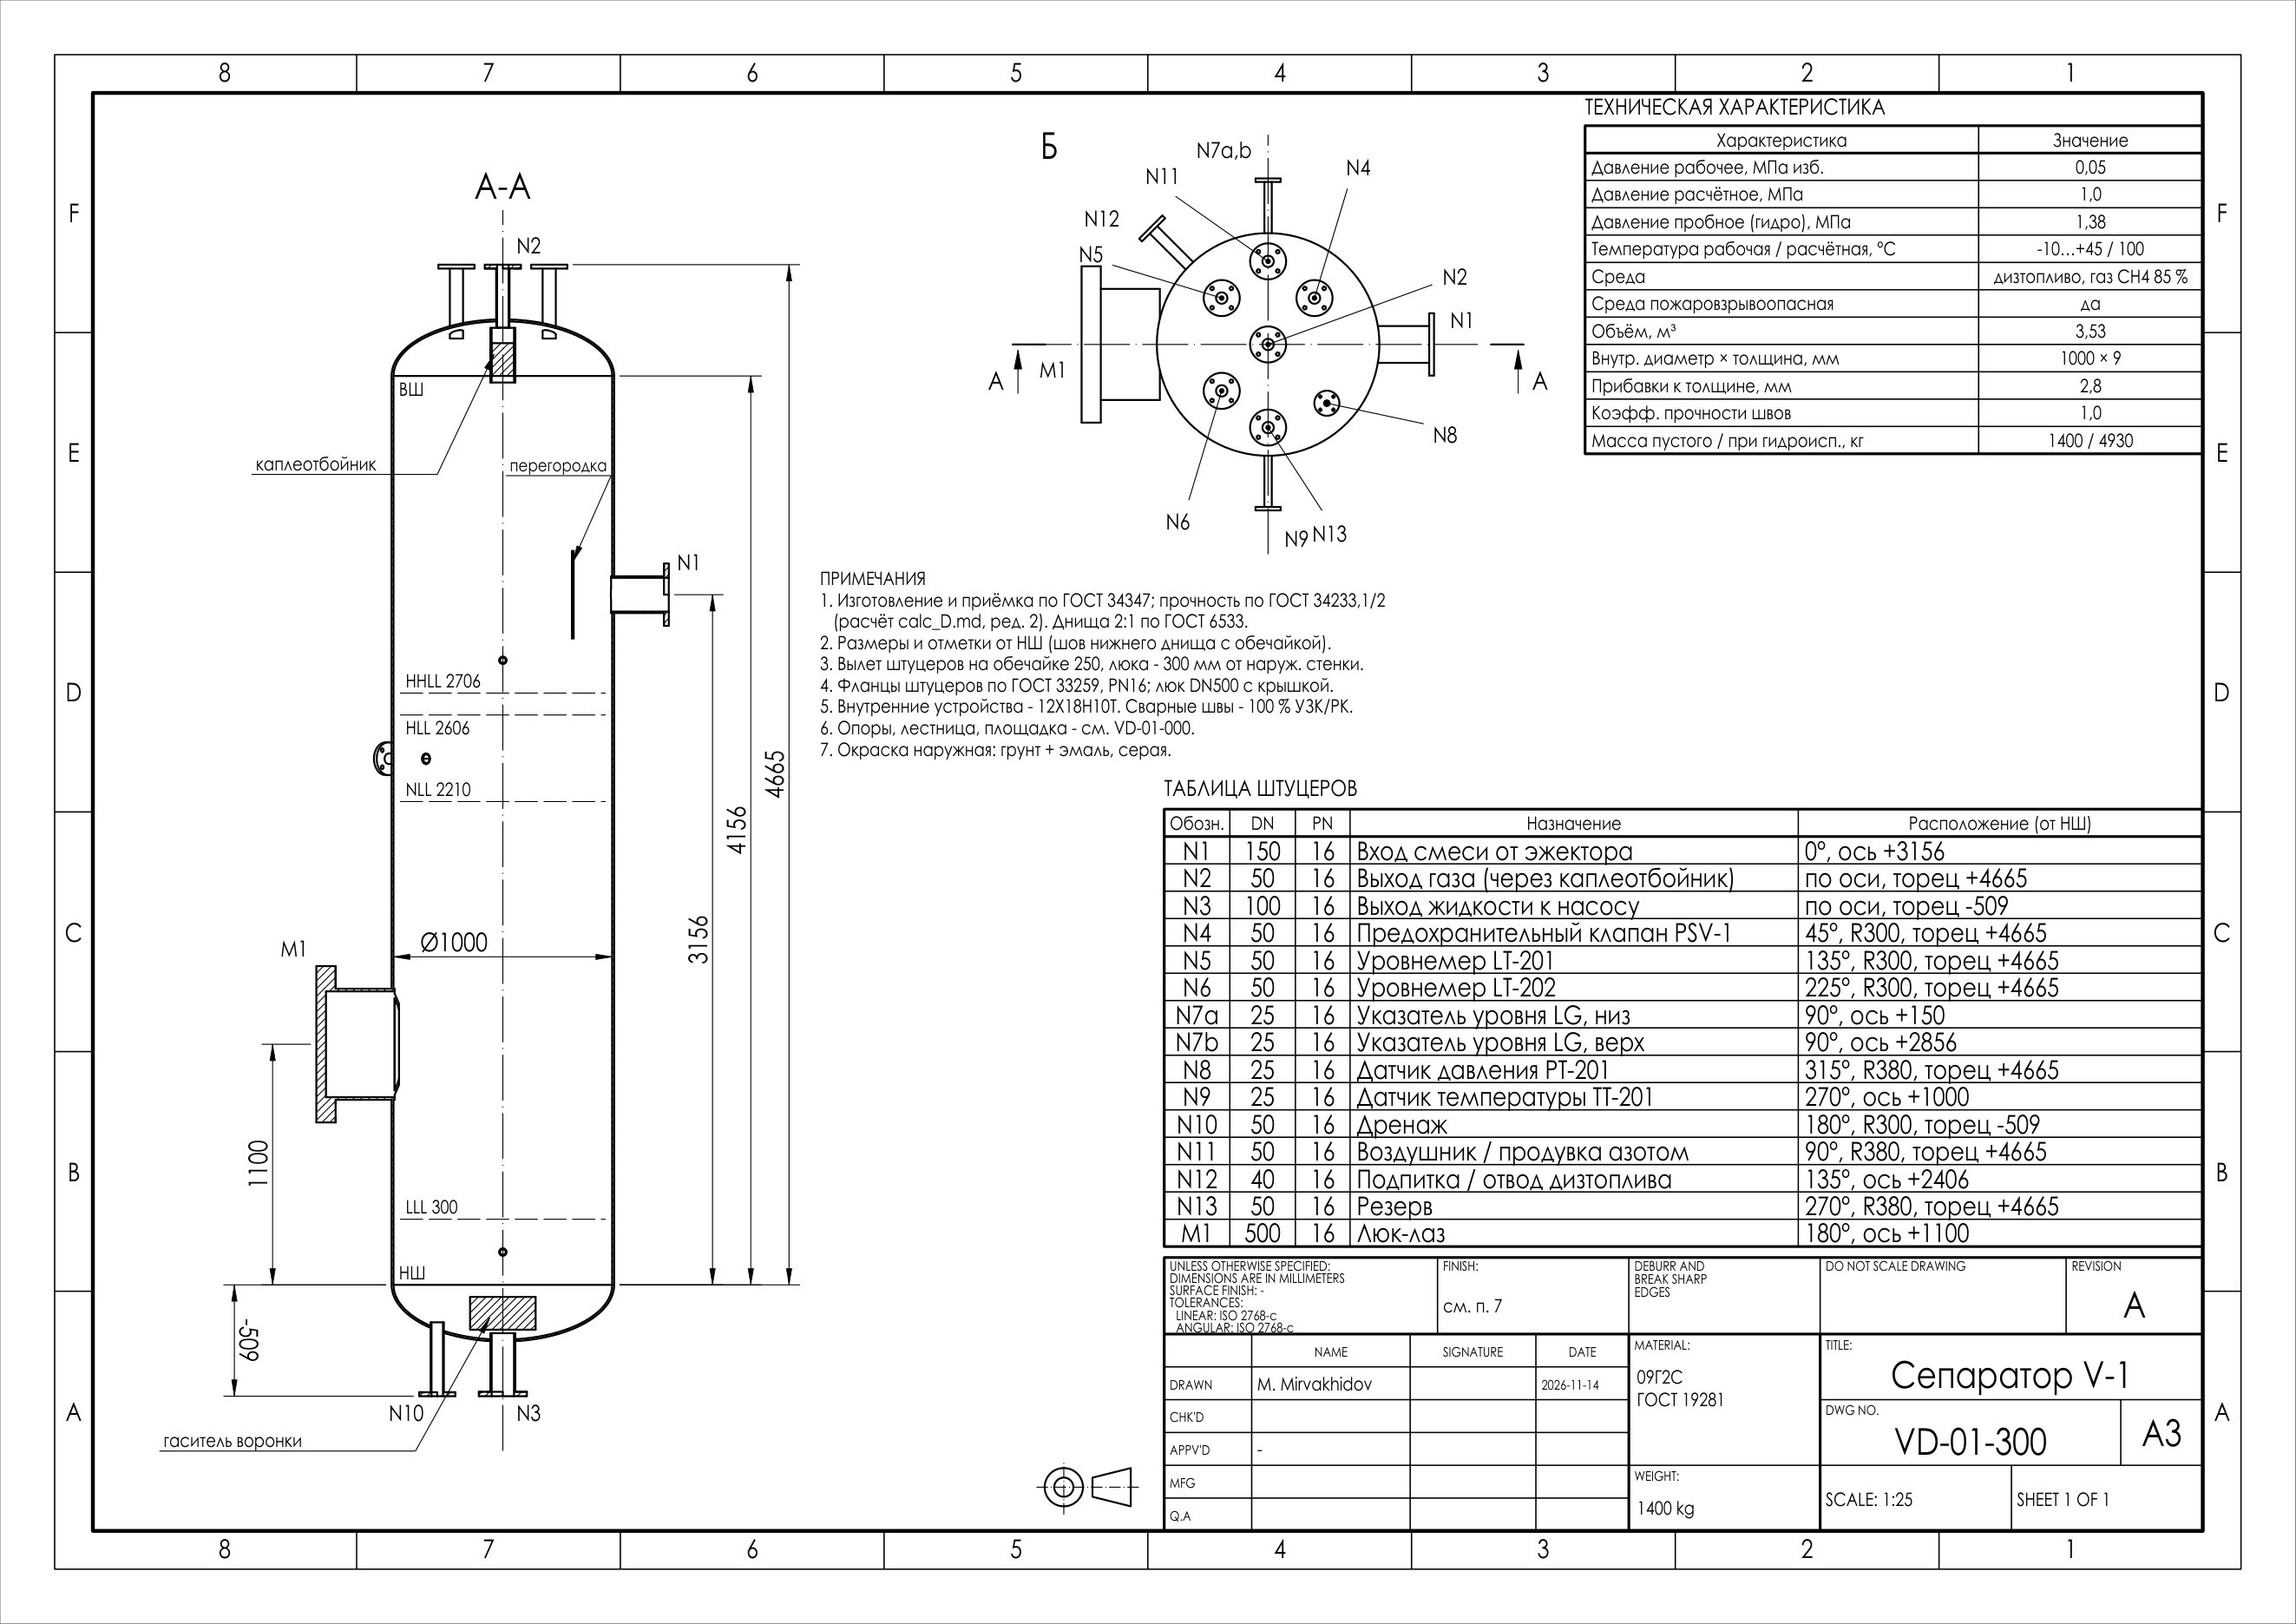 8 7 6 5 4 3 2 1
F
E
D
C
B
A
А-А
N2
ВШ
каплеотбойник
перегородка
N1
HHLL 2706
HLL 2606
NLL 2210
4665
4156
3156
M1
Ø1000
1100
LLL 300
НШ
-509
N10
N3
гаситель воронки
Б
N7a,b
N11
N4
N12
N5
N2
N1
M1
А
А
N8
N6
N9
N13
ТЕХНИЧЕСКАЯ ХАРАКТЕРИСТИКА
Характеристика Значение
Давление рабочее, МПа изб. 0,05
Давление расчётное, МПа 1,0
Давление пробное (гидро), МПа 1,38
Температура рабочая / расчётная, °С -10...+45 / 100
Среда дизтопливо, газ CH4 85 %
Среда пожаровзрывоопасная да
Объём, м³ 3,53
Внутр. диаметр × толщина, мм 1000 × 9
Прибавки к толщине, мм 2,8
Коэфф. прочности швов 1,0
Масса пустого / при гидроисп., кг 1400 / 4930
ПРИМЕЧАНИЯ
1. Изготовление и приёмка по ГОСТ 34347; прочность по ГОСТ 34233,1/2
(расчёт calc_D.md, ред. 2). Днища 2:1 по ГОСТ 6533.
2. Размеры и отметки от НШ (шов нижнего днища с обечайкой).
3. Вылет штуцеров на обечайке 250, люка - 300 мм от наруж. стенки.
4. Фланцы штуцеров по ГОСТ 33259, PN16; люк DN500 с крышкой.
5. Внутренние устройства - 12Х18Н10Т. Сварные швы - 100 % УЗК/РК.
6. Опоры, лестница, площадка - см. VD-01-000.
7. Окраска наружная: грунт + эмаль, серая.
ТАБЛИЦА ШТУЦЕРОВ
Обозн. DN PN Назначение Расположение (от НШ)
N1 150 16 Вход смеси от эжектора 0°, ось +3156
N2 50 16 Выход газа (через каплеотбойник) по оси, торец +4665
N3 100 16 Выход жидкости к насосу по оси, торец -509
N4 50 16 Предохранительный клапан PSV-1 45°, R300, торец +4665
N5 50 16 Уровнемер LT-201 135°, R300, торец +4665
N6 50 16 Уровнемер LT-202 225°, R300, торец +4665
N7a 25 16 Указатель уровня LG, низ 90°, ось +150
N7b 25 16 Указатель уровня LG, верх 90°, ось +2856
N8 25 16 Датчик давления PT-201 315°, R380, торец +4665
N9 25 16 Датчик температуры TT-201 270°, ось +1000
N10 50 16 Дренаж 180°, R300, торец -509
N11 50 16 Воздушник / продувка азотом 90°, R380, торец +4665
N12 40 16 Подпитка / отвод дизтоплива 135°, ось +2406
N13 50 16 Резерв 270°, R380, торец +4665
M1 500 16 Люк-лаз 180°, ось +1100
UNLESS OTHERWISE SPECIFIED:
DIMENSIONS ARE IN MILLIMETERS
SURFACE FINISH: -
TOLERANCES:
LINEAR: ISO 2768-c
ANGULAR: ISO 2768-c
FINISH:
см. п. 7
DEBURR AND
BREAK SHARP
EDGES
DO NOT SCALE DRAWING
REVISION
A
NAME SIGNATURE DATE
DRAWN M. Mirvakhidov 2026-11-14
CHK'D
APPV'D -
MFG
Q.A
MATERIAL:
09Г2С
ГОСТ 19281
WEIGHT:
1400 kg
TITLE:
Сепаратор V-1
DWG NO.
VD-01-300
A3
SCALE: 1:25
SHEET 1 OF 1
F
E
D
C
B
A
8 7 6 5 4 3 2 1